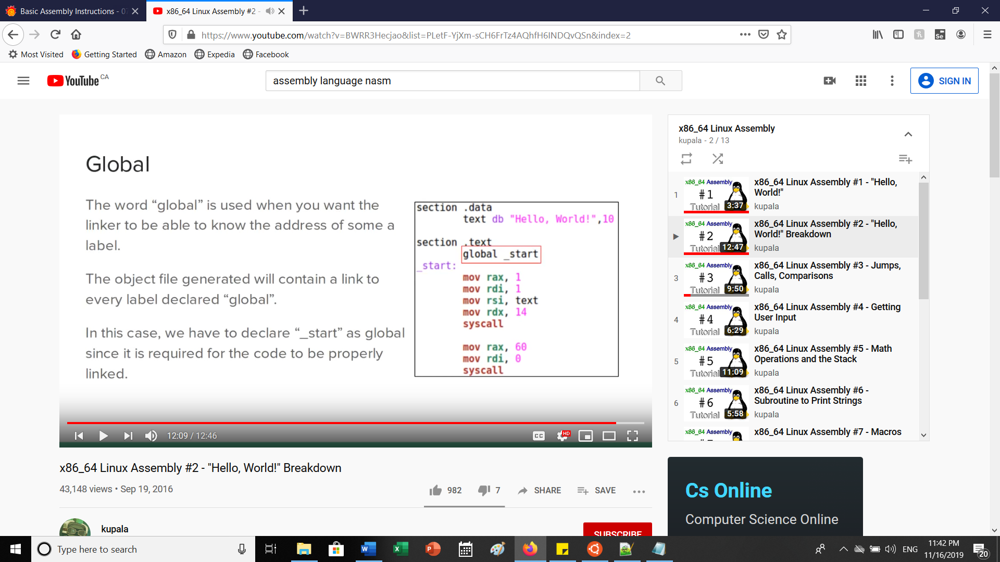 Basic Assembly Instructions - 07
x86_64 Linux Assembly #2 -
https://www.youtube.com/watch?v=BWRR3Hecjao&list=PLetF-YjXm-sCH6FrTz4AQhfH6INDQvQSn&index=2
Se
Most Visited Getting Started Amazon Expedia Facebook
YouTube CA
assembly language nasm
SIGN IN
Global
The word “global” is used when you want the
linker to be able to know the address of some a
label.
The object file generated will contain a link to
every label declared “global”.
In this case, we have to declare “_start” as global
since it is required for the code to be properly
linked.
section .data
text db "Hello, World!",10
section .text
global _start
_start:
mov rax, 1
mov rdi, 1
mov rsi, text
mov rdx, 14
syscall
mov rax, 60
mov rdi, 0
syscall
12:09 / 12:46
CC
HD
x86_64 Linux Assembly #2 - "Hello, World!" Breakdown
43,148 views • Sep 19, 2016
982 7 SHARE SAVE
kupala
SUBSCRIBE
x86_64 Linux Assembly
kupala - 2 / 13
1
x86_64 Assembly
#1
Tutorial
3:37
x86_64 Linux Assembly #1 - "Hello,
World!"
kupala
x86_64 Assembly
#2
Tutorial
12:47
x86_64 Linux Assembly #2 - "Hello,
World!" Breakdown
kupala
3
x86_64 Assembly
#3
Tutorial
9:50
x86_64 Linux Assembly #3 - Jumps,
Calls, Comparisons
kupala
4
x86_64 Assembly
#4
Tutorial
6:29
x86_64 Linux Assembly #4 - Getting
User Input
kupala
5
x86_64 Assembly
#5
Tutorial
11:09
x86_64 Linux Assembly #5 - Math
Operations and the Stack
kupala
6
x86_64 Assembly
#6
Tutorial
5:58
x86_64 Linux Assembly #6 -
Subroutine to Print Strings
kupala
x86_64 Assembly
x86_64 Linux Assembly #7 - Macros
Cs Online
Computer Science Online
Type here to search
ENG
11:42 PM
11/16/2019
20